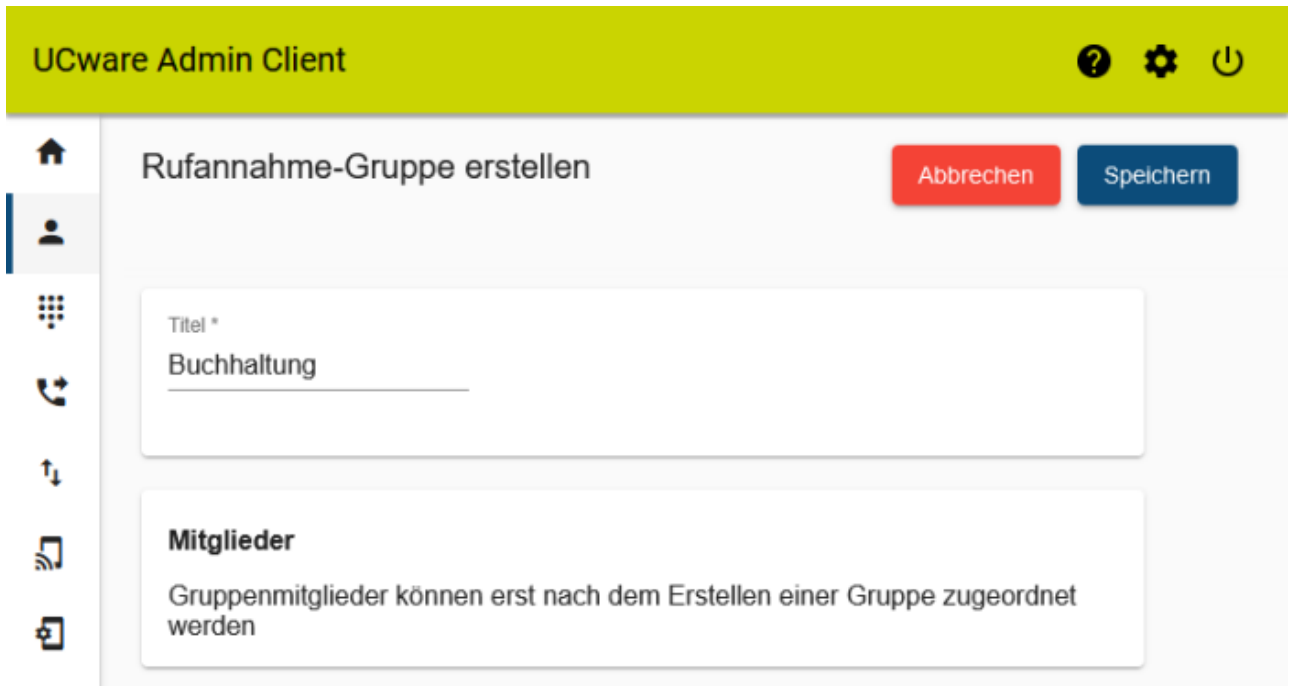 UCware Admin Client
Rufannahme-Gruppe erstellen
Abbrechen
Speichern
Titel *
Buchhaltung
Mitglieder
Gruppenmitglieder können erst nach dem Erstellen einer Gruppe zugeordnet
werden